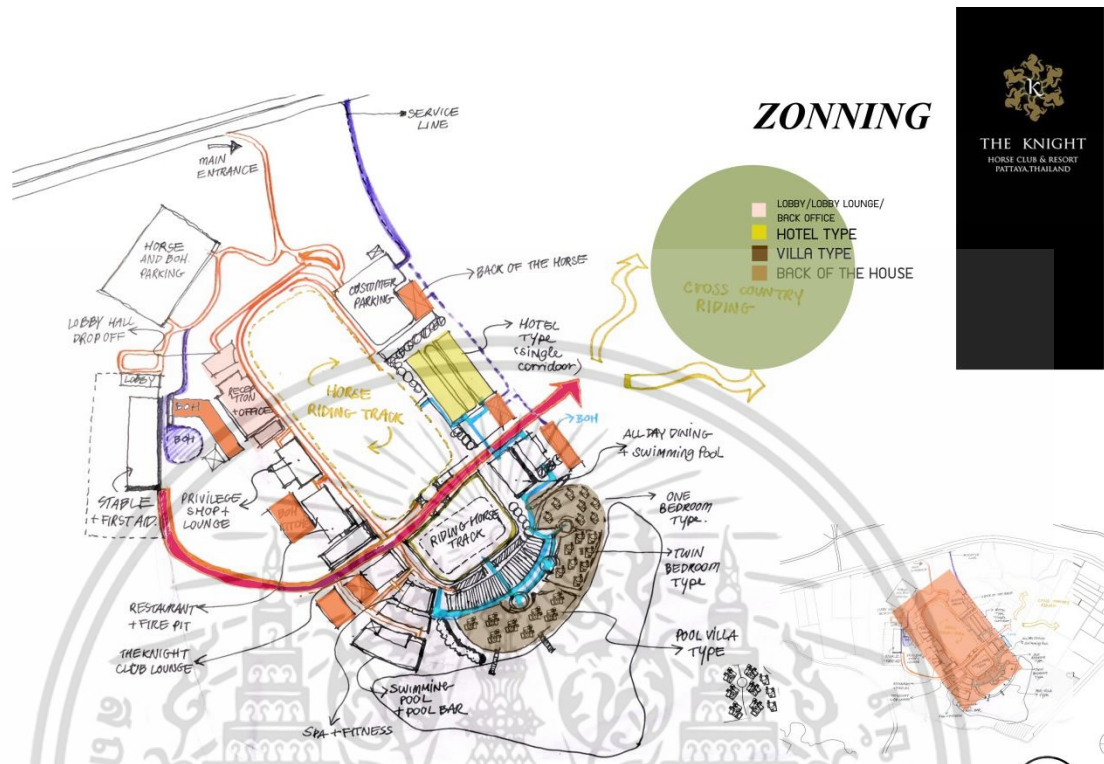 ZONNING
K
THE KNIGHT
HORSE CLUB & RESORT
PATTAYA.THAILAND
LOBBY/LOBBY LOUNGE/
BACK OFFICE
HOTEL TYPE
VILLA TYPE
BACK OF THE HOUSE
CROSS COUNTRY
RIDING
SERVICE
LINE
MAIN
ENTRANCE
HORSE
AND BOH.
PARKING
CUSTOMER
PARKING
BACK OF THE HORSE
LOBBY HALL
DROP OFF
HOTEL
TYPE
(single
corridoor)
LOBBY
RECEP
TION
+OFFICE
HORSE
RIDING TRACK
BOH
BOH
BOH
ALL DAY DINING
+ SWIMMING POOL
STABLE
+ FIRST AID.
PRIVILEGE
SHOP +
LOUNGE
BOH
RIDING HORSE
TRACK
ONE
BEDROOM
TYPE.
TWIN
BEDROOM
TYPE
RESTAURANT
+ FIRE PIT
THE KNIGHT
CLUB LOUNGE
POOL VILLA
TYPE
SWIMMING
POOL
+ POOL BAR
SPA + FITNESS